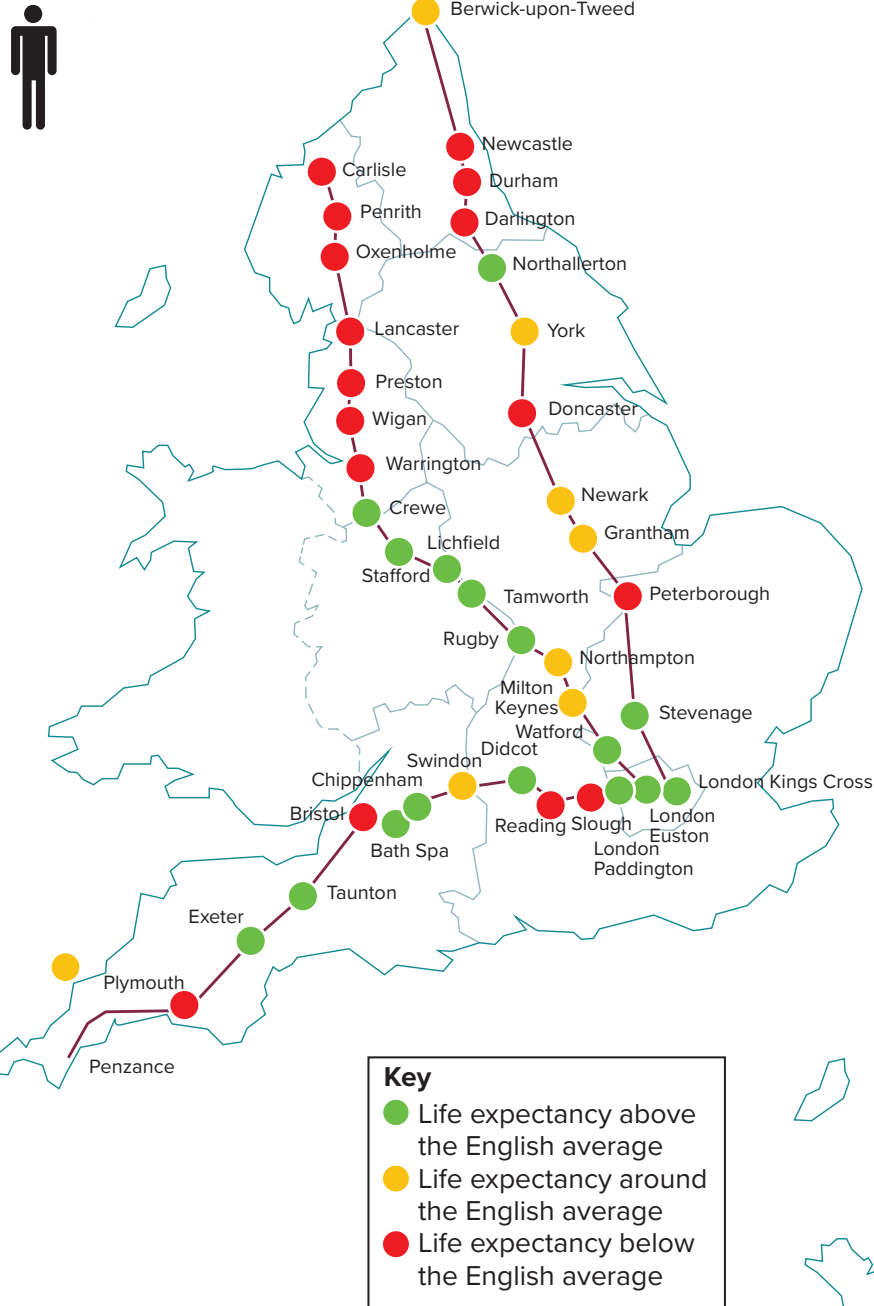 Berwick-upon-Tweed
Newcastle
Carlisle
Durham
Penrith
Darlington
Oxenholme
Northallerton
Lancaster
York
Preston
Doncaster
Wigan
Warrington
Newark
Crewe
Grantham
Lichfield
Stafford
Tamworth
Peterborough
Rugby
Northampton
Milton
Keynes
Stevenage
Watford
Didcot
Swindon
Chippenham
London Kings Cross
Bristol
London
Euston
Reading
Slough
London
Paddington
Bath Spa
Taunton
Exeter
Plymouth
Penzance
Key
Life expectancy above
the English average
Life expectancy around
the English average
Life expectancy below
the English average